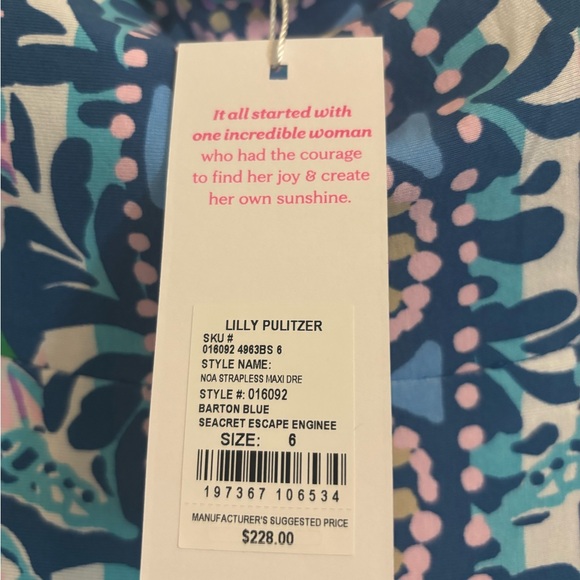 It all started with
one incredible woman
who had the courage
to find her joy & create
her own sunshine.
LILLY PULITZER
SKU #
016092 4963BS 6
STYLE NAME:
NOA STRAPLESS MAXI DRE
STYLE #: 016092
BARTON BLUE
SEACRET ESCAPE ENGINEE
SIZE: 6
197367 106534
MANUFACTURER'S SUGGESTED PRICE
$228.00